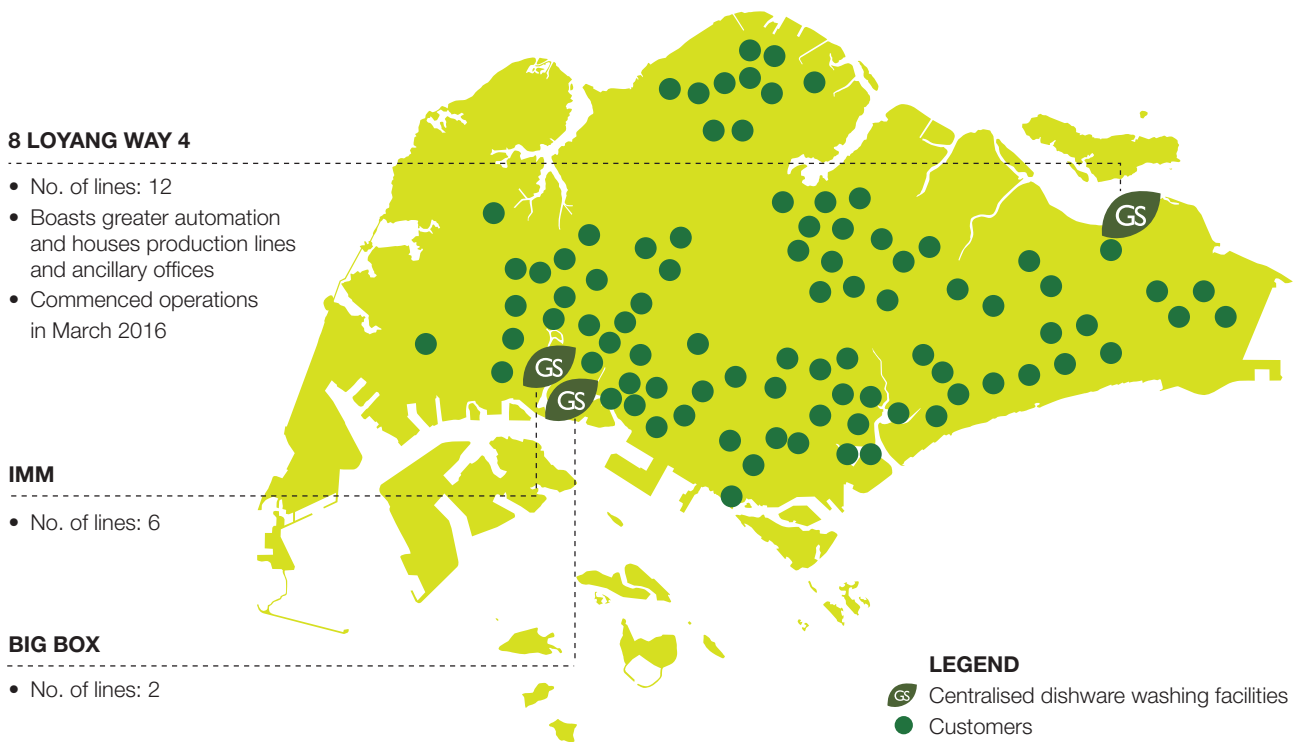 8 LOYANG WAY 4
• No. of lines: 12
• Boasts greater automation
and houses production lines
and ancillary offices
• Commenced operations
in March 2016
GS
GS
GS
IMM
• No. of lines: 6
BIG BOX
• No. of lines: 2
LEGEND
GS Centralised dishware washing facilities
Customers